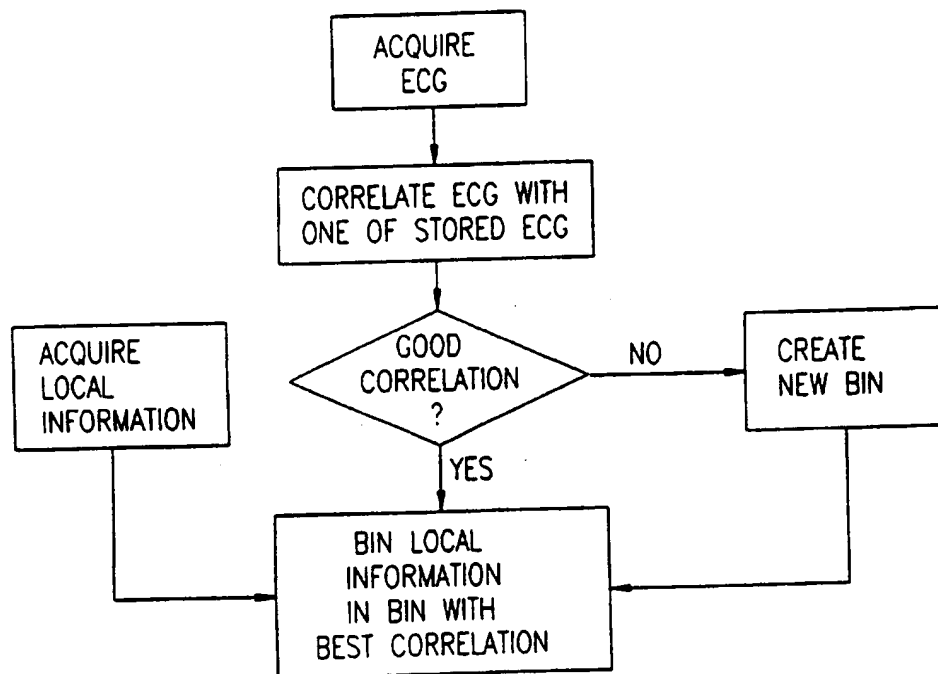 ACQUIRE
ECG
CORRELATE ECG WITH
ONE OF STORED ECG
GOOD
CORRELATION
?
NO
YES
ACQUIRE
LOCAL
INFORMATION
CREATE
NEW BIN
BIN LOCAL
INFORMATION
IN BIN WITH
BEST CORRELATION